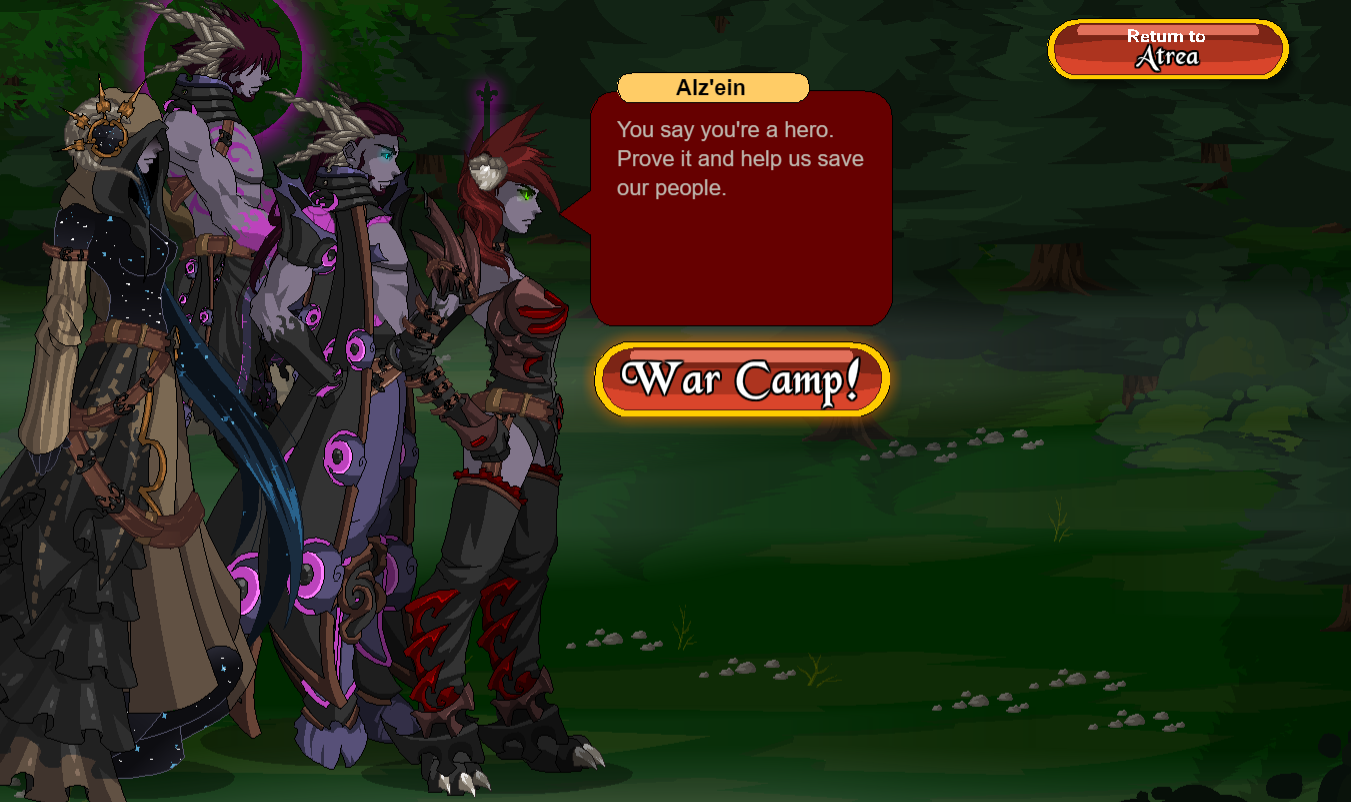 Return to
Atrea
Alz'ein
You say you're a hero.
Prove it and help us save
our people.
War Camp!